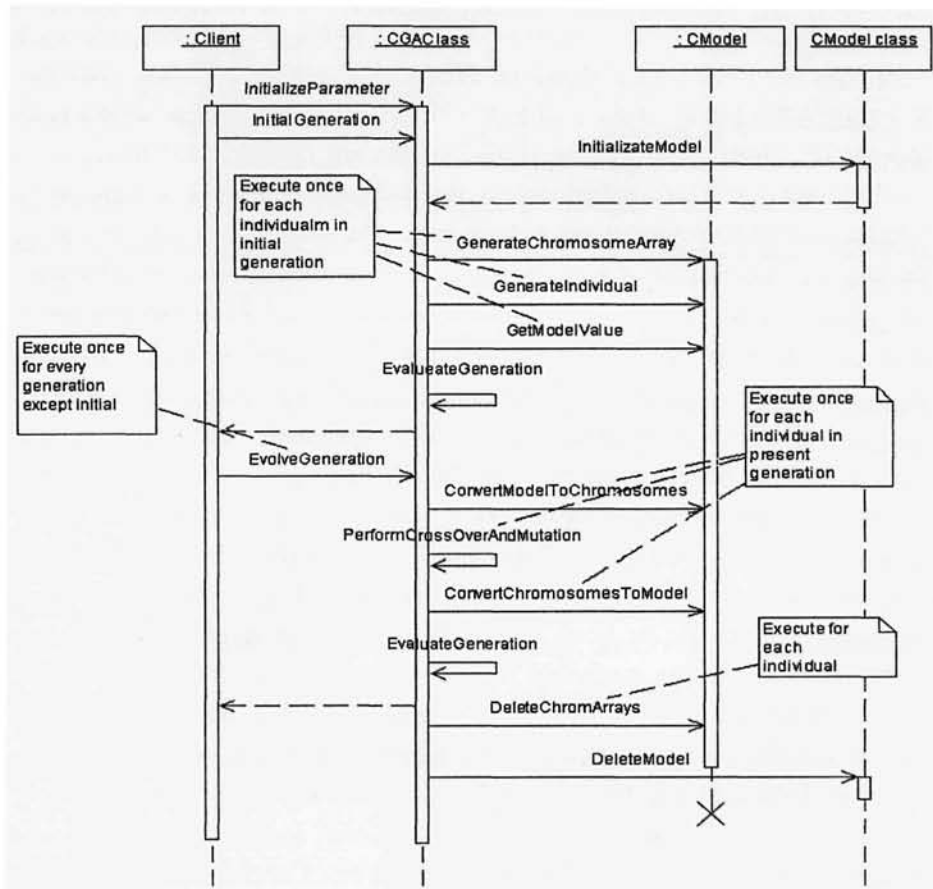 : Client
: CGAClass
: CModel
CModel class
InitializeParameter
InitialGeneration
InitializateModel
Execute once
for each
individualm in
initial
generation
GenerateChromosomeArray
GenerateIndividual
GetModelValue
Execute once
for every
generation
except initial
EvalueateGeneration
Execute once
for each
individual in
present
generation
EvolveGeneration
ConvertModelToChromosomes
PerformCrossOverAndMutation
ConvertChromosomesToModel
Execute for
each
individual
EvaluateGeneration
DeleteChromArrays
DeleteModel